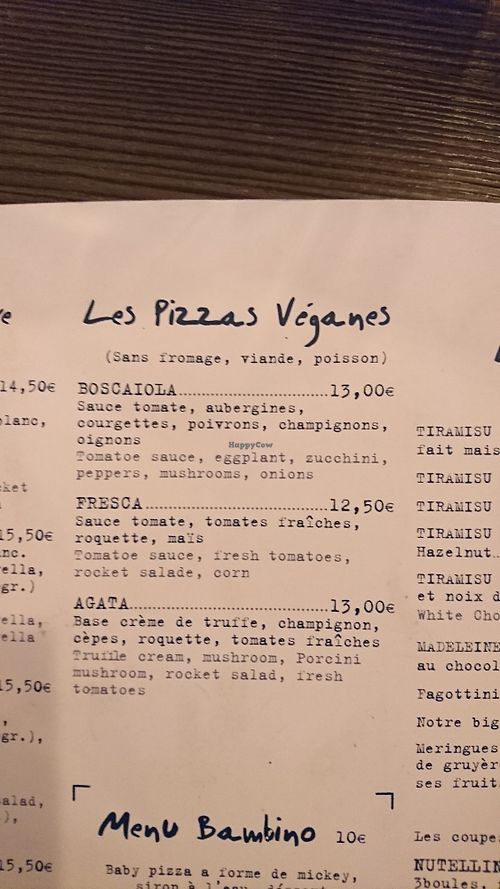 Les Pizzas Véganes
(Sans fromage, viande, poisson)
BOSCAIOLA 13,00€
Sauce tomate, aubergines,
courgettes, poivrons, champignons,
oignons
HappyCow
Tomatoe sauce, eggplant, zucchini,
peppers, mushrooms, onions
FRESCA 12,50€
Sauce tomate, tomates fraîches,
roquette, maïs
Tomatoe sauce, fresh tomatoes,
rocket salade, corn
AGATA 13,00€
Base crème de truffe, champignon,
cèpes, roquette, tomates fraîches
Truffle cream, mushroom, Porcini
mushroom, rocket salad, fresh
tomatoes
Menu Bambino 10€
Baby pizza a forme de mickey,
14,50€
15,50€
gr.)
15,50€
gr.),
15,50€
TIRAMISU
fait mais
TIRAMISU
TIRAMISU
TIRAMISU
Hazelnut
TIRAMISU
et noix d
White Cho
MADELEINE
au chocol
Fagottini
Notre big
Meringues
de gruyèr
ses fruit
Les coupe
NUTELLIN
3boules,